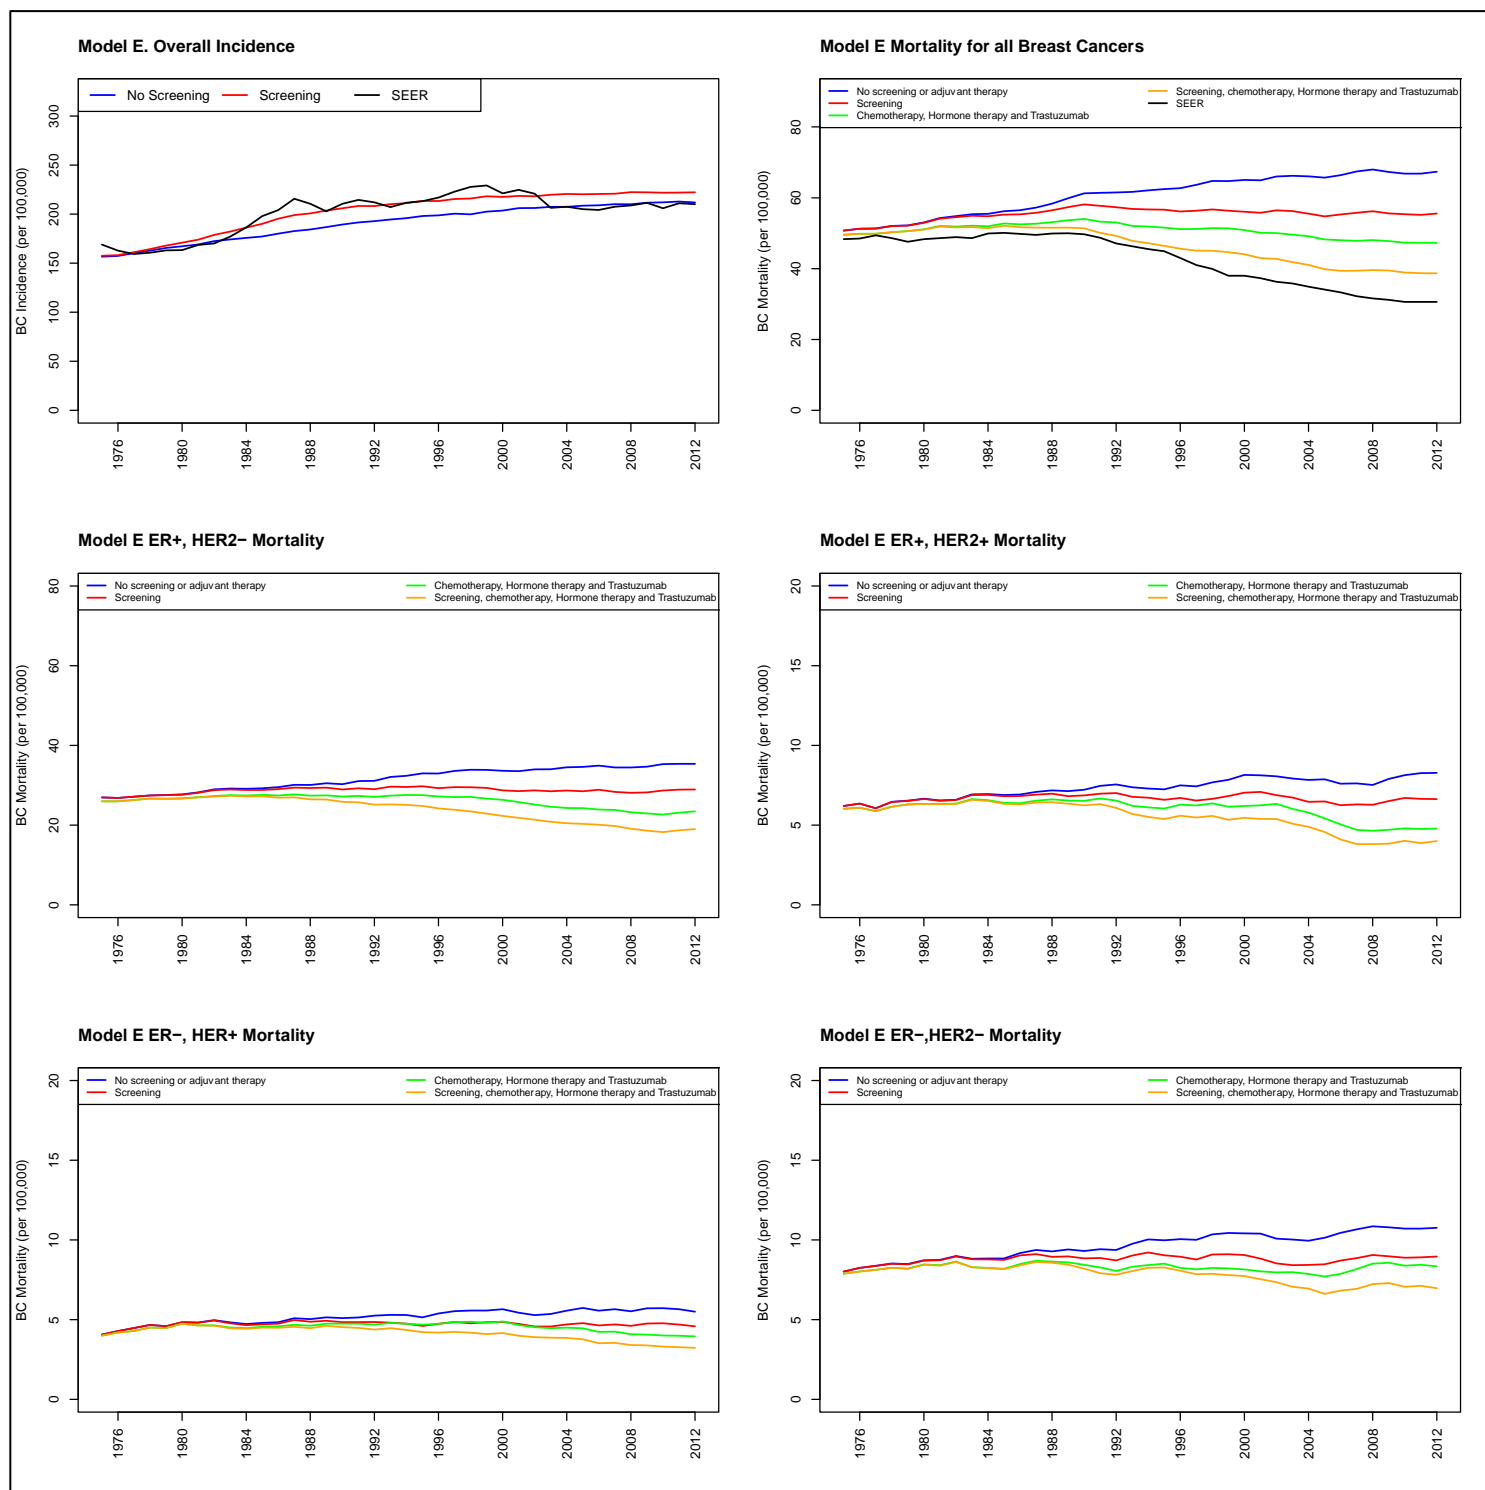 Model E. Overall Incidence
No Screening Screening SEER
BC Incidence (per 100,000)
0 50 100 150 200 250 300
1976 1980 1984 1988 1992 1996 2000 2004 2008 2012
Model E Mortality for all Breast Cancers
No screening or adjuvant therapy
Screening
Chemotherapy, Hormone therapy and Trastuzumab
Screening, chemotherapy, Hormone therapy and Trastuzumab
SEER
BC Mortality (per 100,000)
0 20 40 60 80
1976 1980 1984 1988 1992 1996 2000 2004 2008 2012
Model E ER+, HER2− Mortality
No screening or adjuvant therapy
Screening
Chemotherapy, Hormone therapy and Trastuzumab
Screening, chemotherapy, Hormone therapy and Trastuzumab
BC Mortality (per 100,000)
0 20 40 60 80
1976 1980 1984 1988 1992 1996 2000 2004 2008 2012
Model E ER+, HER2+ Mortality
No screening or adjuvant therapy
Screening
Chemotherapy, Hormone therapy and Trastuzumab
Screening, chemotherapy, Hormone therapy and Trastuzumab
BC Mortality (per 100,000)
0 5 10 15 20
1976 1980 1984 1988 1992 1996 2000 2004 2008 2012
Model E ER−, HER+ Mortality
No screening or adjuvant therapy
Screening
Chemotherapy, Hormone therapy and Trastuzumab
Screening, chemotherapy, Hormone therapy and Trastuzumab
BC Mortality (per 100,000)
0 5 10 15 20
1976 1980 1984 1988 1992 1996 2000 2004 2008 2012
Model E ER−,HER2− Mortality
No screening or adjuvant therapy
Screening
Chemotherapy, Hormone therapy and Trastuzumab
Screening, chemotherapy, Hormone therapy and Trastuzumab
BC Mortality (per 100,000)
0 5 10 15 20
1976 1980 1984 1988 1992 1996 2000 2004 2008 2012